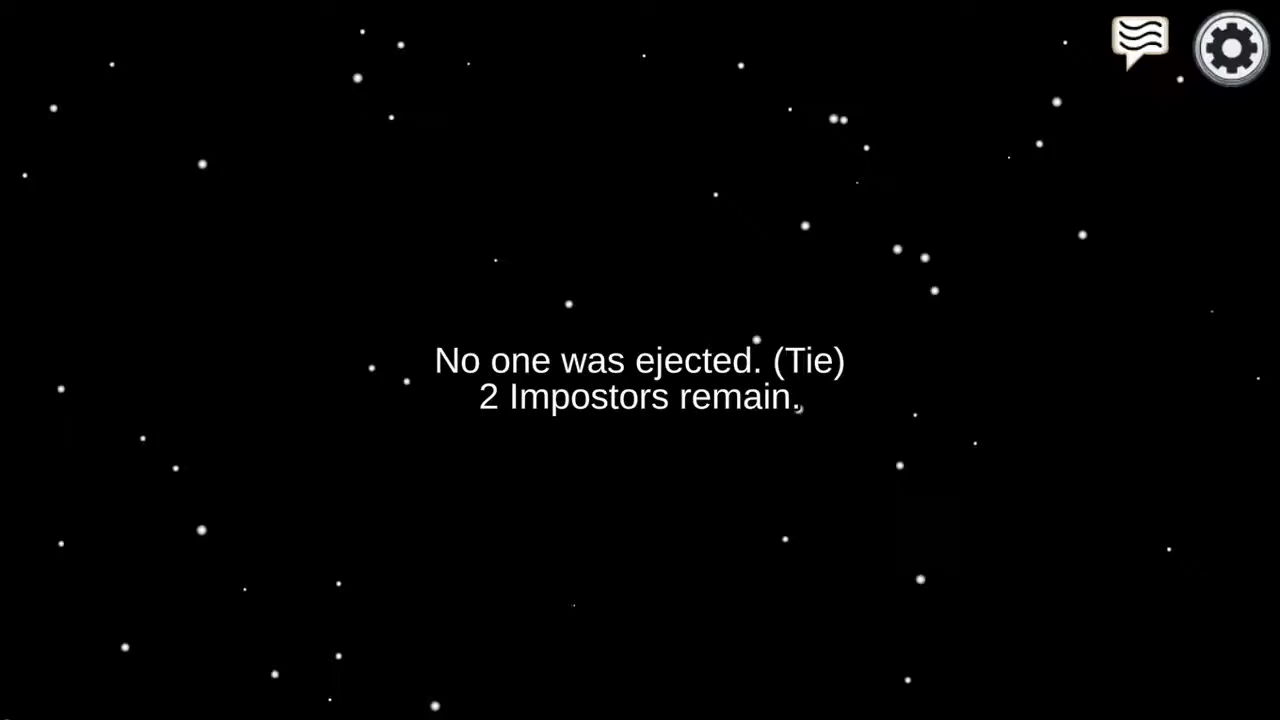 No one was ejected. (Tie)
2 Impostors remain.